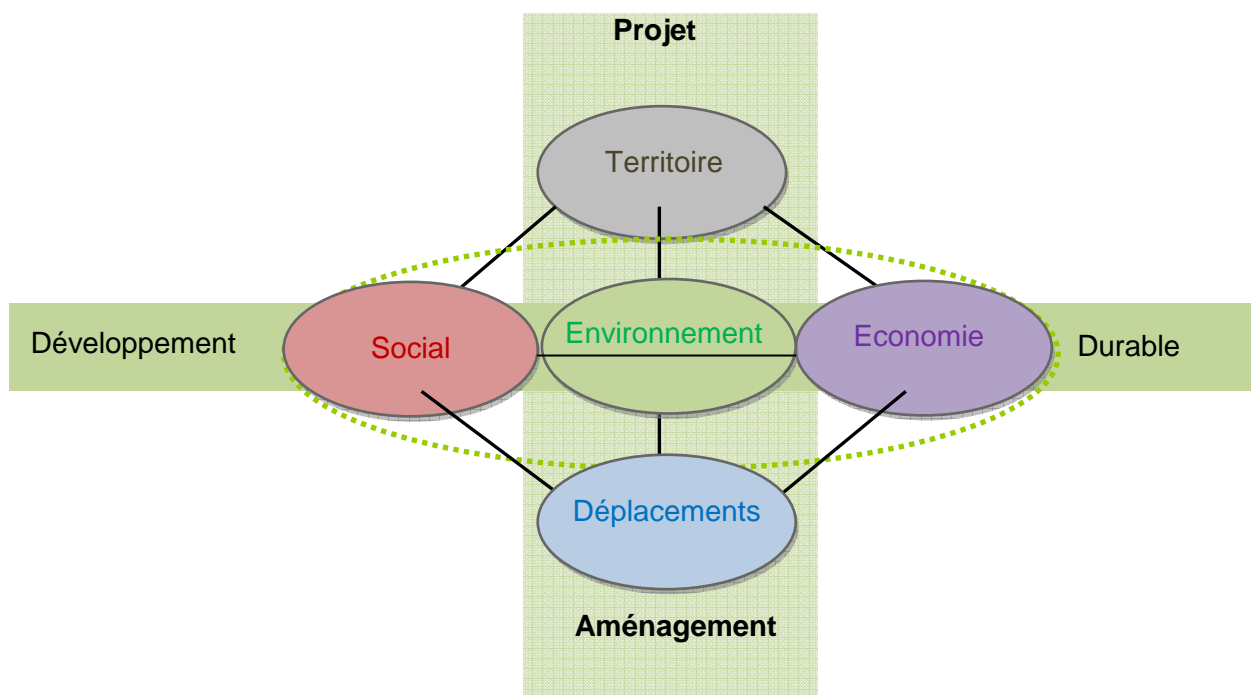 Projet
Territoire
Développement
Social
Environnement
Economie
Durable
Déplacements
Aménagement